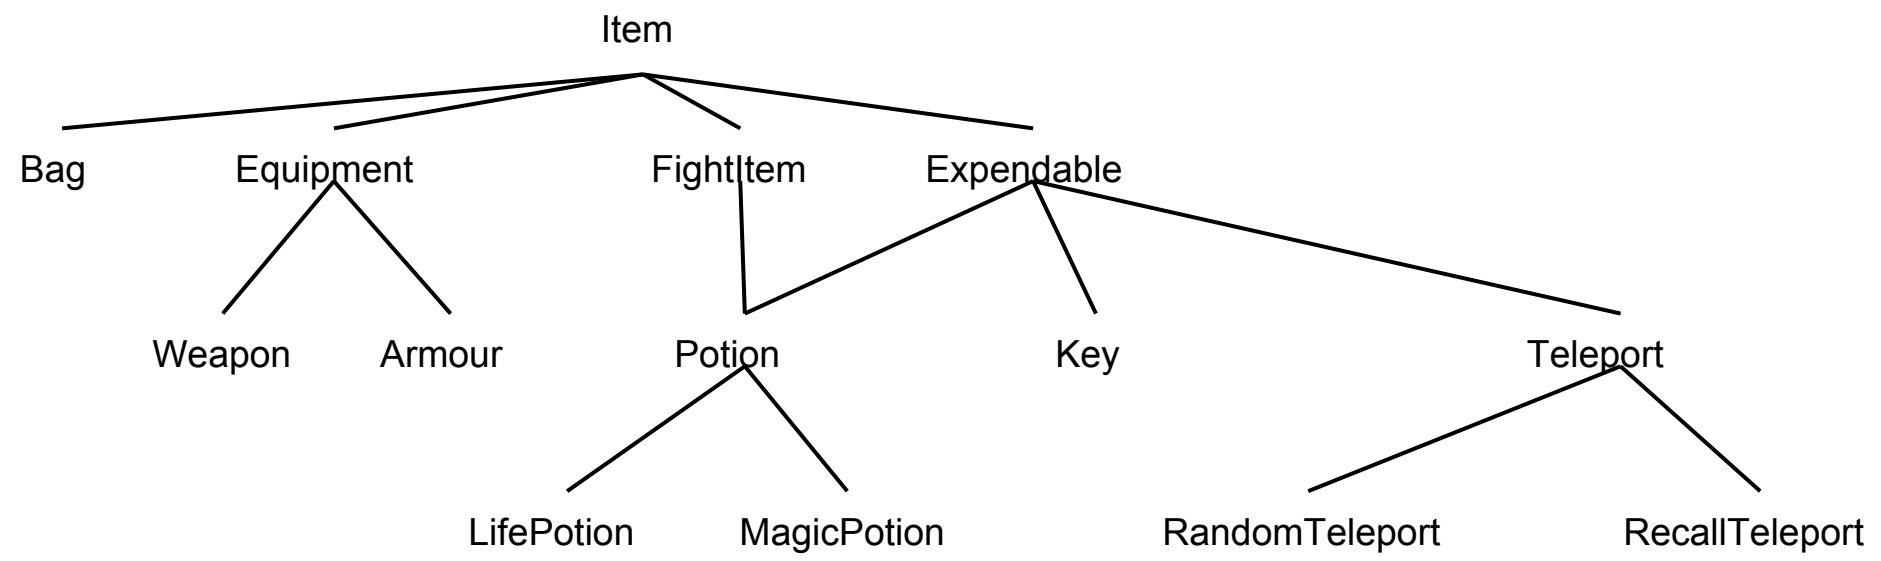 Item
Bag Equipment FightItem Expendable
Weapon Armour Potion Key Teleport
LifePotion MagicPotion RandomTeleport RecallTeleport